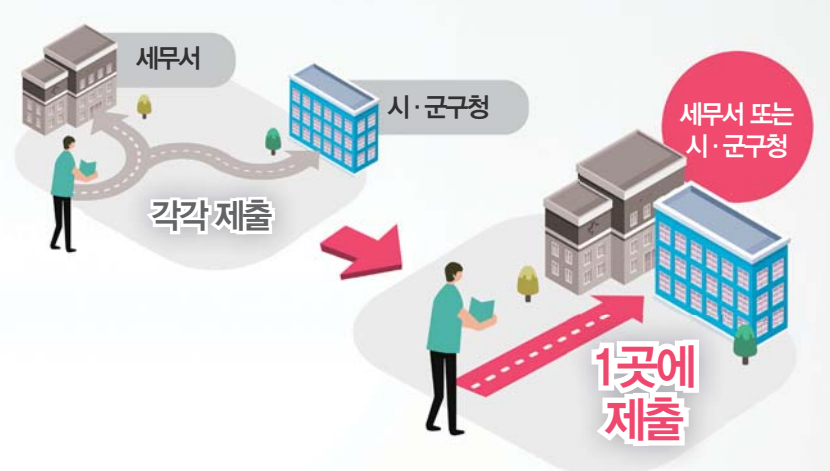 세무서
시·군구청
각각 제출
세무서 또는
시·군구청
1곳에
제출